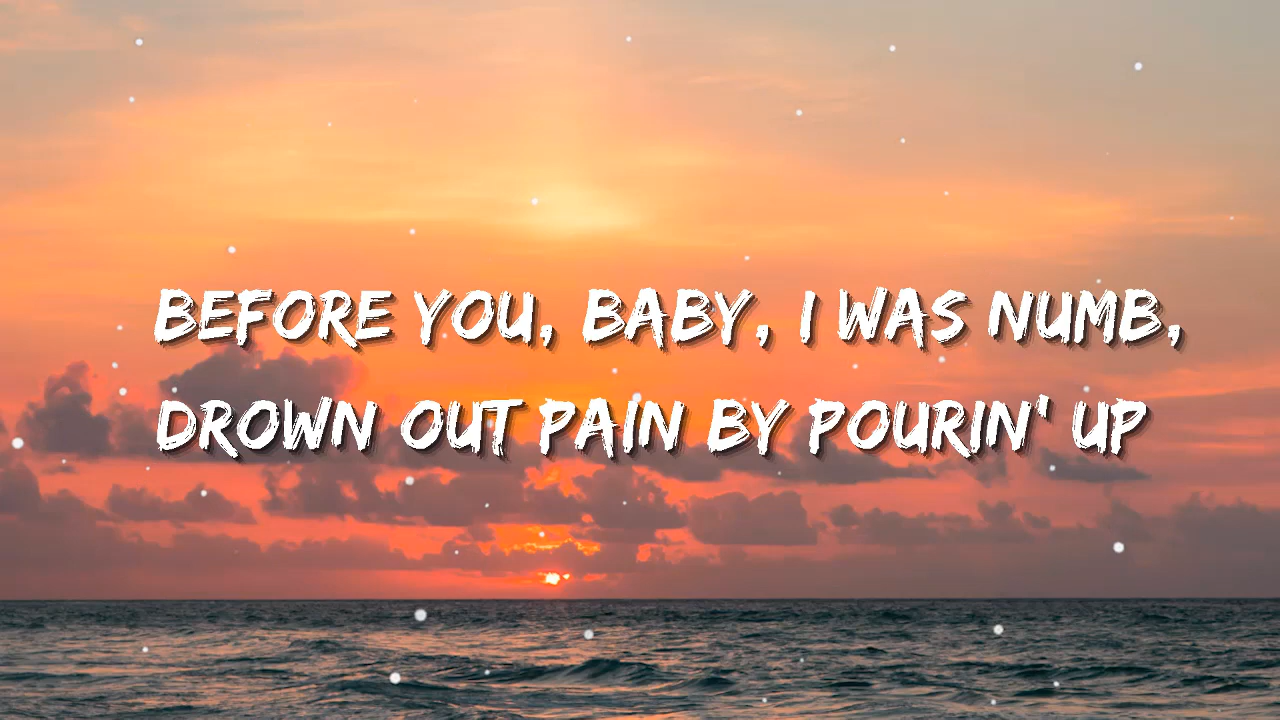 BEFORE YOU, BABY, I WAS NUMB,
DROWN OUT PAIN BY POURIN' UP